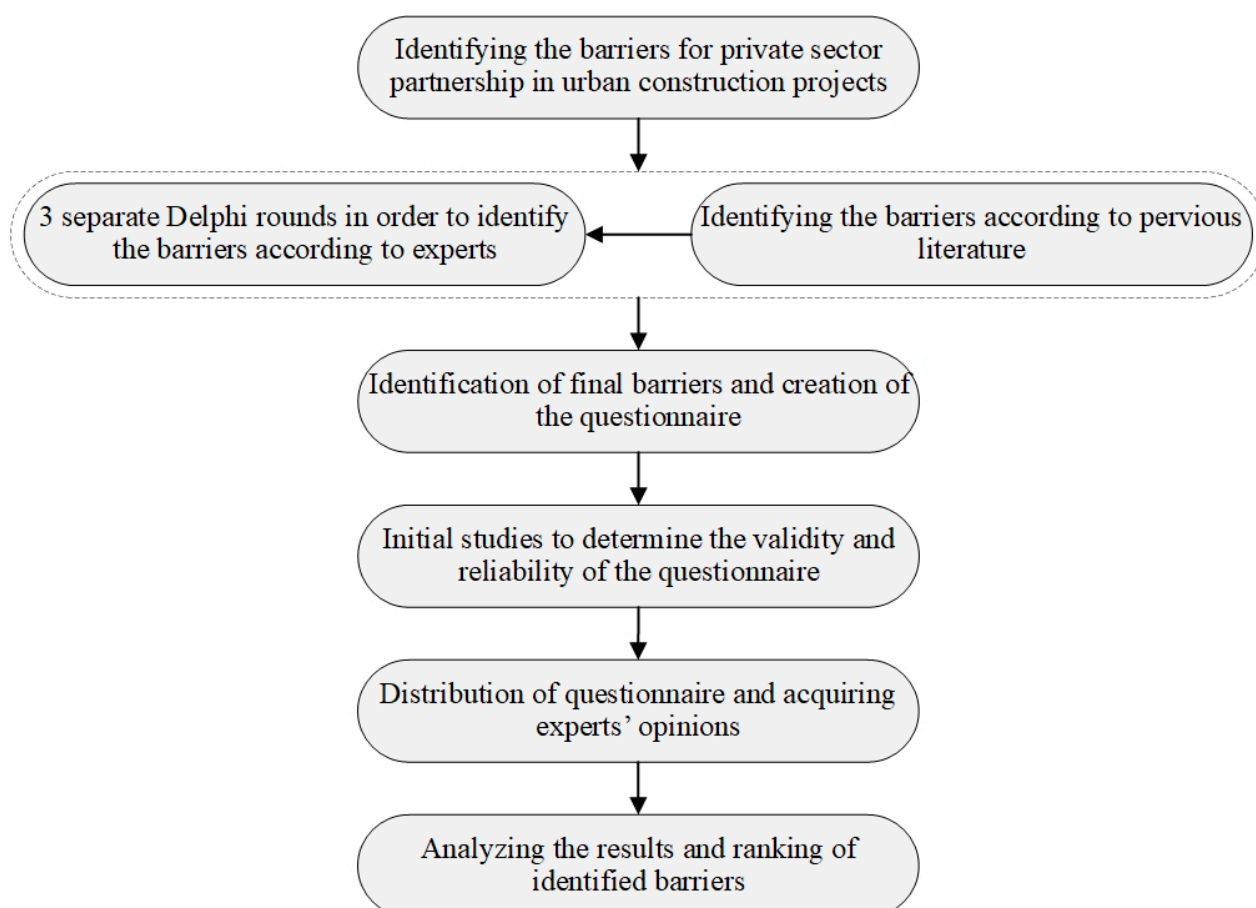 Identifying the barriers for private sector
partnership in urban construction projects
3 separate Delphi rounds in order to identify
the barriers according to experts
Identifying the barriers according to pervious
literature
Identification of final barriers and creation of
the questionnaire
Initial studies to determine the validity and
reliability of the questionnaire
Distribution of questionnaire and acquiring
experts’ opinions
Analyzing the results and ranking of
identified barriers